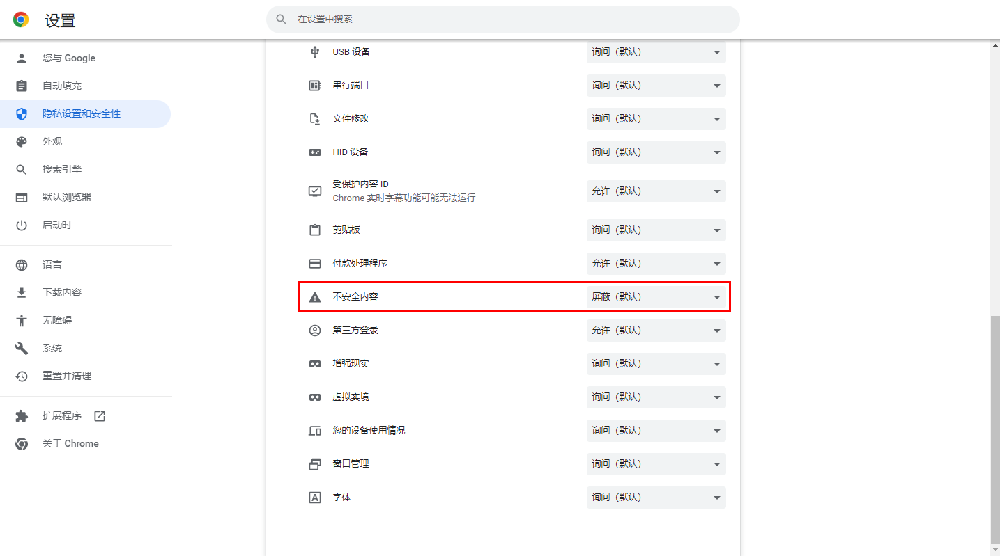 设置
在设置中搜索
您与 Google
自动填充
隐私设置和安全性
外观
搜索引擎
默认浏览器
启动时
语言
下载内容
无障碍
系统
重置并清理
扩展程序
关于 Chrome
USB 设备 询问（默认）
串行端口 询问（默认）
文件修改 询问（默认）
HID 设备 询问（默认）
受保护内容 ID 允许（默认）
Chrome 实时字幕功能可能无法运行
剪贴板 询问（默认）
付款处理程序 允许（默认）
不安全内容 屏蔽（默认）
第三方登录 允许（默认）
增强现实 询问（默认）
虚拟实境 询问（默认）
您的设备使用情况 询问（默认）
窗口管理 询问（默认）
字体 询问（默认）